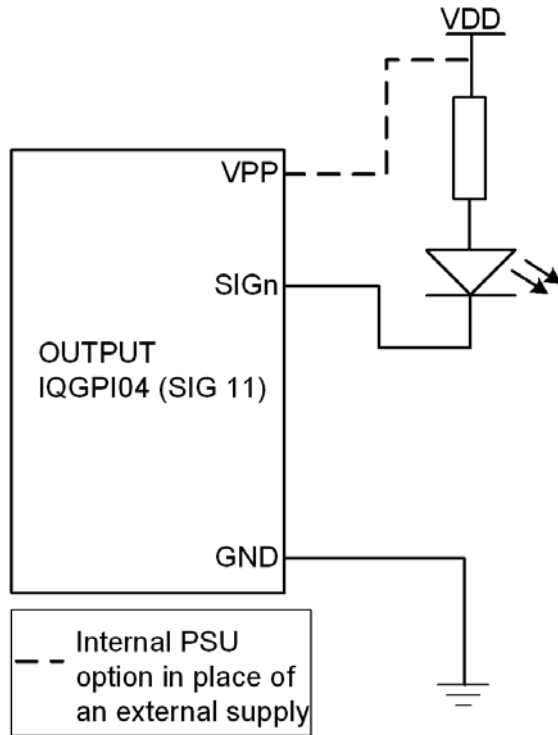 VDD
VPP
SIGn
OUTPUT
IQGPI04 (SIG 11)
GND
Internal PSU
option in place of
an external supply